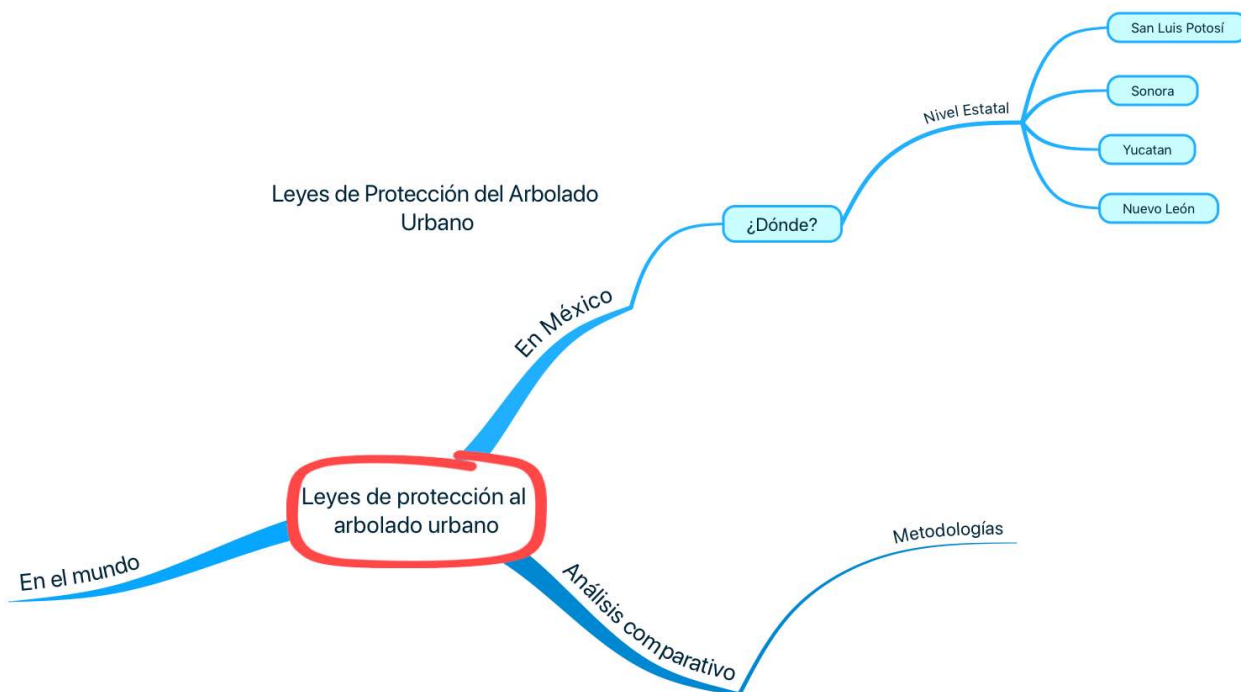 San Luis Potosí
Sonora
Nivel Estatal
Yucatan
Nuevo León
Leyes de Protección del Arbolado
Urbano
¿Dónde?
En México
Leyes de protección al
arbolado urbano
En el mundo
Análisis comparativo
Metodologías